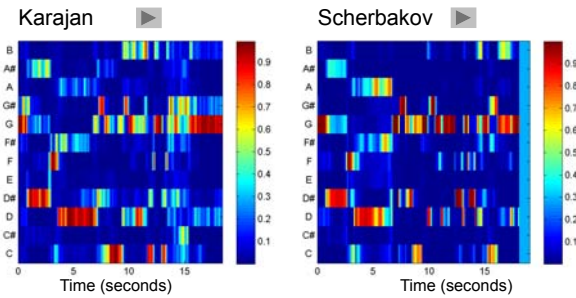 Karajan
Scherbakov
B
A#
A
G#
G
F#
F
E
D#
D
C#
C
0 5 10 15
Time (seconds)
0.9
0.8
0.7
0.6
0.5
0.4
0.3
0.2
0.1
B
A#
A
G#
G
F#
F
E
D#
D
C#
C
0 5 10 15
Time (seconds)
0.9
0.8
0.7
0.6
0.5
0.4
0.3
0.2
0.1